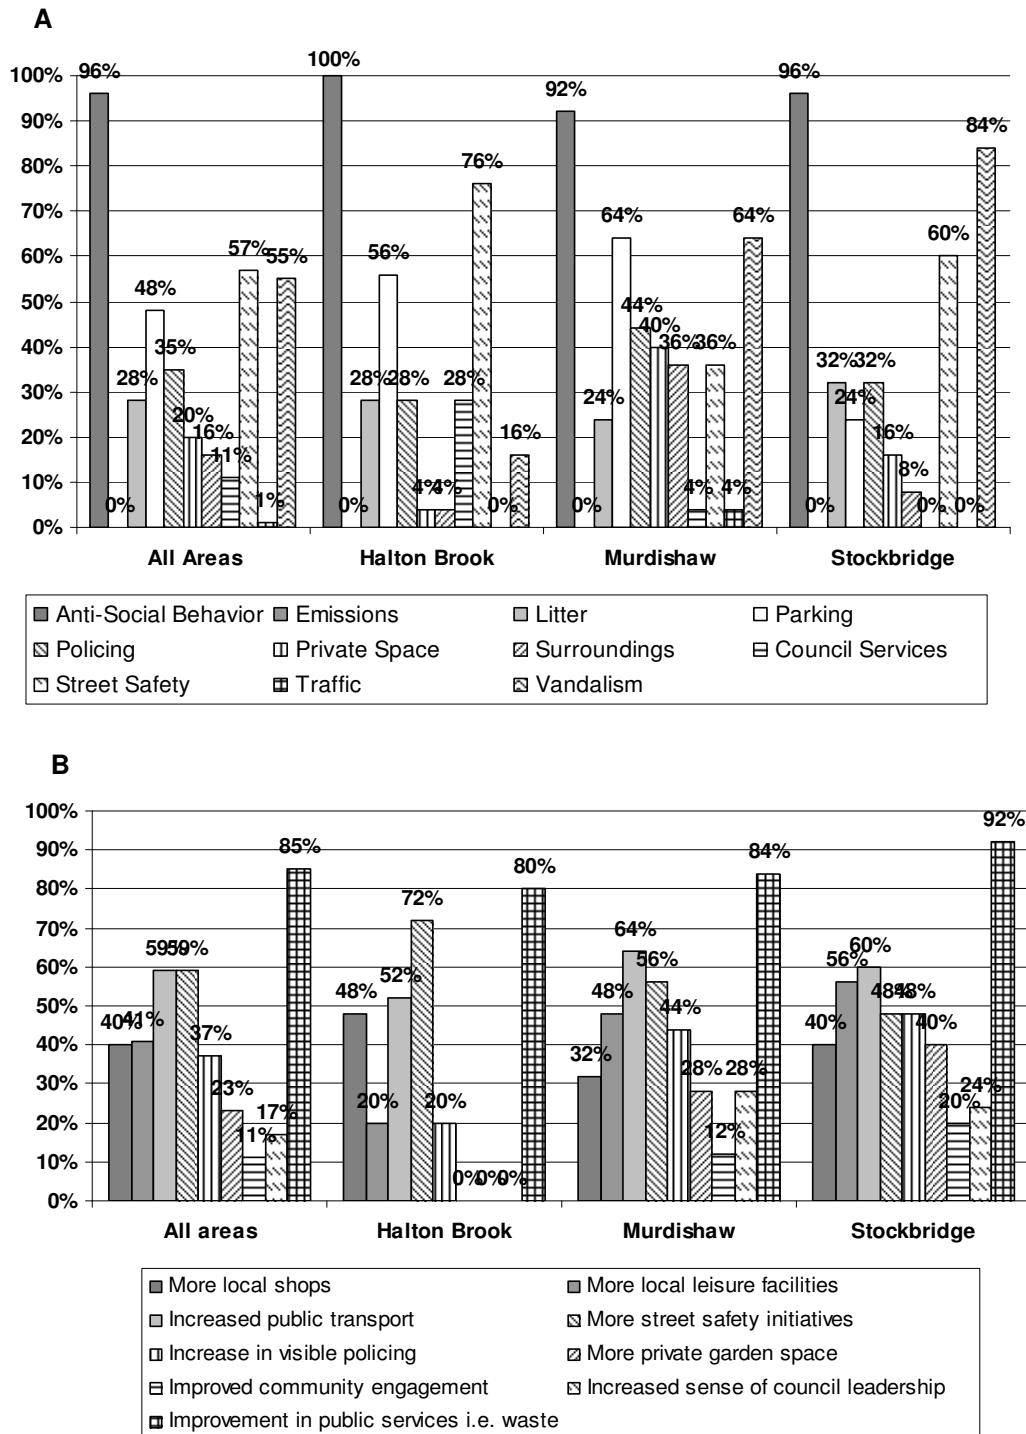 A
100%
90%
80%
70%
60%
50%
40%
30%
20%
10%
0%
96% 0% 28% 48% 35% 20% 16% 11% 57% 1% 55%
100% 0% 28% 56% 28% 4% 4% 28% 76% 0% 16%
92% 0% 24% 64% 44% 40% 36% 4% 36% 4% 64%
96% 0% 32% 24% 32% 16% 8% 0% 60% 0% 84%
All Areas Halton Brook Murdishaw Stockbridge
Anti-Social Behavior Emissions Litter Parking
Policing Private Space Surroundings Council Services
Street Safety Traffic Vandalism
B
100%
90%
80%
70%
60%
50%
40%
30%
20%
10%
0%
40% 41% 59% 59% 37% 23% 11% 17% 85%
48% 20% 52% 72% 20% 0% 0% 0% 80%
32% 48% 64% 56% 44% 28% 12% 28% 84%
40% 56% 60% 48% 48% 40% 20% 24% 92%
All areas Halton Brook Murdishaw Stockbridge
More local shops More local leisure facilities
Increased public transport More street safety initiatives
Increase in visible policing More private garden space
Improved community engagement Increased sense of council leadership
Improvement in public services i.e. waste